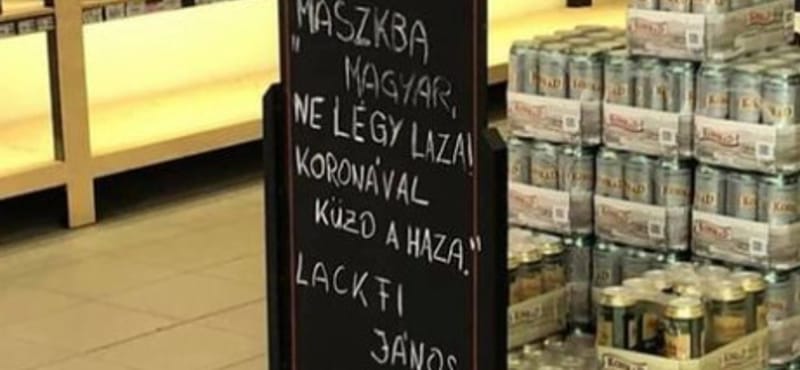 MASZKBA
"MAGYAR,
NE LÉGY LAZA!
KORONÁVAL
KÜZD A HAZA."
LACKFI
JÁNOS